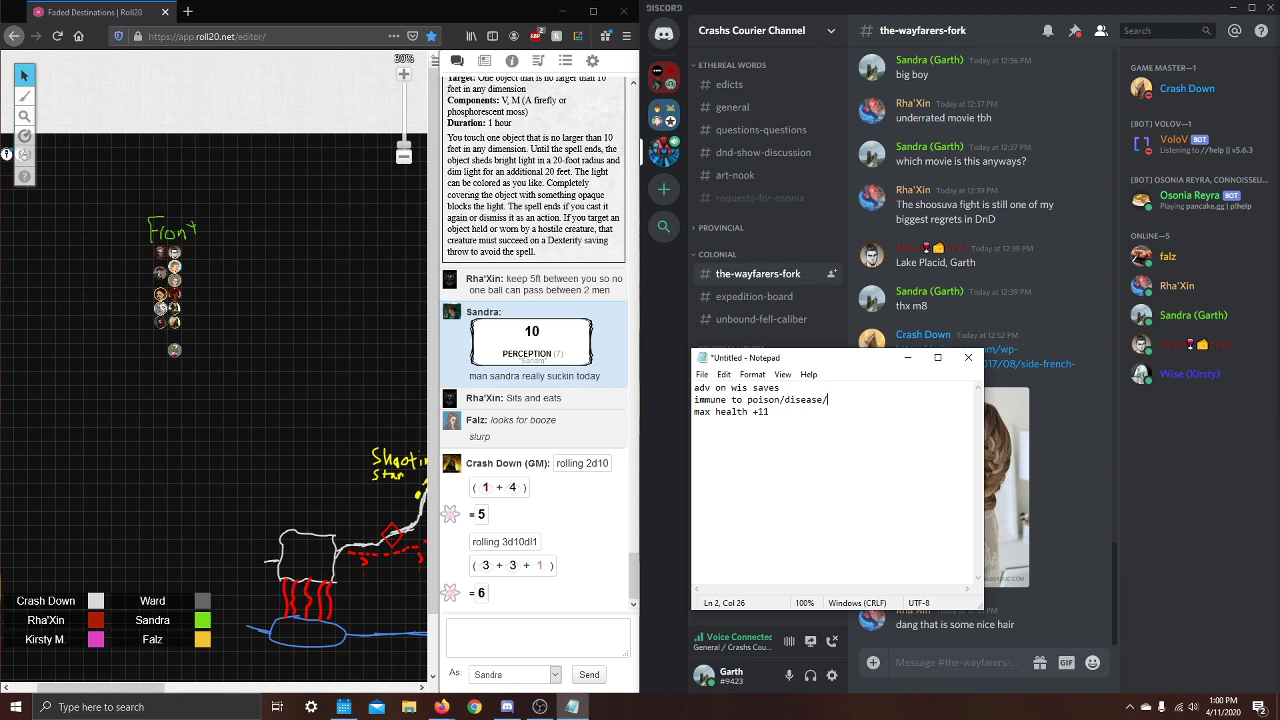 Faded Destinations | Roll20
https://app.roll20.net/editor/
30%
Front
Shootin
star
Crash Down
Ward
Rha'Xin
Sandra
Kirsty M.
Falz
Target: One object that is no larger than 10
feet in any dimension
Components: V, M (A firefly or
phosphorescent moss)
Duration: 1 hour
You touch one object that is no larger than 10
feet in any dimension. Until the spell ends, the
object sheds bright light in a 20-foot radius and
dim light for an additional 20 feet. The light
can be colored as you like. Completely
covering the object with something opaque
blocks the light. The spell ends if you cast it
again or dismiss it as an action. If you target an
object held or worn by a hostile creature, that
creature must succeed on a Dexterity saving
throw to avoid the spell.
Rha'Xin: keep 5ft between you so no
one ball can pass between 2 men
Sandra:
10
PERCEPTION (7)
"Sandra"
man sandra really suckin today
Rha'Xin: Sits and eats
Falz: looks for booze
slurp
Crash Down (GM): rolling 2d10
( 1 + 4 )
= 5
rolling 3d10dl1
( 3 + 3 + 1 )
= 6
As:
Sandra
Send
DISCORD
Crashs Courier Channel
ETHEREAL WORDS
# edicts
# general
# questions-questions
# dnd-show-discussion
# art-nook
# requests-for-osonia
PROVINCIAL
COLONIAL
# the-wayfarers-fork
# expedition-board
# unbound-fell-caliber
Voice Connected
General / Crashs Cou...
Garth
#9423
# the-wayfarers-fork
Search
Sandra (Garth) Today at 12:36 PM
big boy
Rha'Xin Today at 12:37 PM
underrated movie tbh
Sandra (Garth) Today at 12:37 PM
which movie is this anyways?
Rha'Xin Today at 12:39 PM
The shoosuva fight is still one of my
biggest regrets in DnD
Today at 12:39 PM
Lake Placid, Garth
Sandra (Garth) Today at 12:39 PM
thx m8
Crash Down Today at 12:52 PM
com/wp-
017/08/side-french-
dang that is some nice hair
Message #the-wayfarers-...
GIF
GAME MASTER—1
Crash Down
[BOT] VOLOV—1
VoloV BOT
Listening to //help || v5.6.3
[BOT] OSONIA REYRA, CONNOISSEU...
Osonia Reyra BOT
Playing pancake.gg | p!help
ONLINE—5
falz
Rha'Xin
Sandra (Garth)
Wise (Kirsty)
*Untitled - Notepad
File Edit Format View Help
adv on wis saves
immune to poison/disease/
max health +11
Ln 2, Col 26
100%
Windows (CRLF)
UTF-8
Type here to search
1:00 PM
4/11/2020